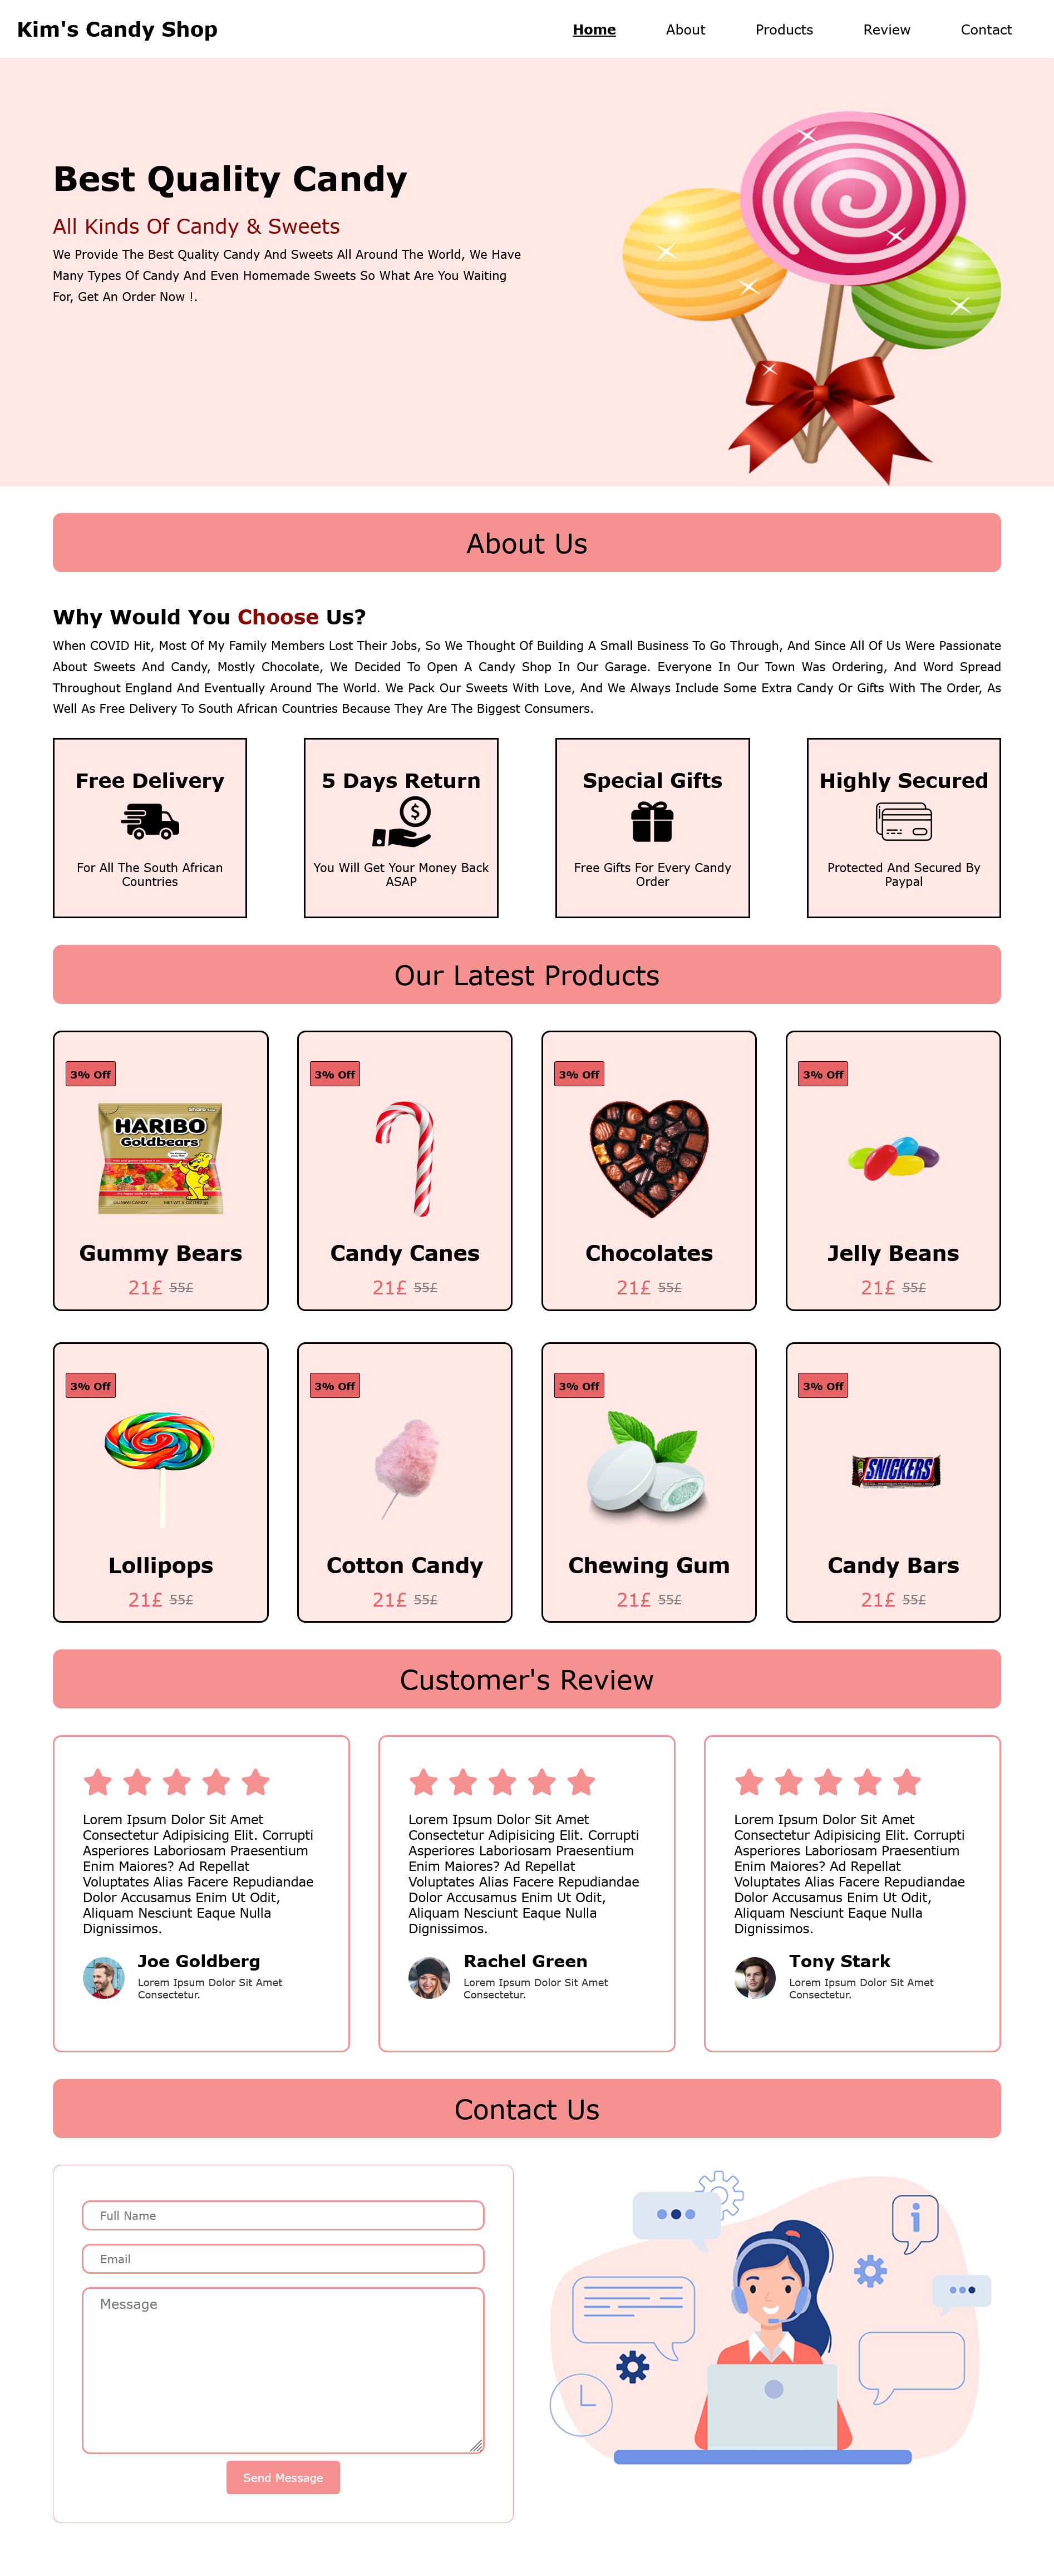 Kim's Candy Shop
Home About Products Review Contact
Best Quality Candy
All Kinds Of Candy & Sweets
We Provide The Best Quality Candy And Sweets All Around The World, We Have
Many Types Of Candy And Even Homemade Sweets So What Are You Waiting
For, Get An Order Now !.
About Us
Why Would You Choose Us?
When COVID Hit, Most Of My Family Members Lost Their Jobs, So We Thought Of Building A Small Business To Go Through, And Since All Of Us Were Passionate
About Sweets And Candy, Mostly Chocolate, We Decided To Open A Candy Shop In Our Garage. Everyone In Our Town Was Ordering, And Word Spread
Throughout England And Eventually Around The World. We Pack Our Sweets With Love, And We Always Include Some Extra Candy Or Gifts With The Order, As
Well As Free Delivery To South African Countries Because They Are The Biggest Consumers.
Free Delivery
For All The South African
Countries
5 Days Return
$
You Will Get Your Money Back
ASAP
Special Gifts
Free Gifts For Every Candy
Order
Highly Secured
Protected And Secured By
Paypal
Our Latest Products
3% Off
HARIBO
Goldbears
Gummy Bears
21£ 55£
3% Off
Candy Canes
21£ 55£
3% Off
Chocolates
21£ 55£
3% Off
Jelly Beans
21£ 55£
3% Off
Lollipops
21£ 55£
3% Off
Cotton Candy
21£ 55£
3% Off
Chewing Gum
21£ 55£
3% Off
SNICKERS
Candy Bars
21£ 55£
Customer's Review
Lorem Ipsum Dolor Sit Amet
Consectetur Adipisicing Elit. Corrupti
Asperiores Laboriosam Praesentium
Enim Maiores? Ad Repellat
Voluptates Alias Facere Repudiandae
Dolor Accusamus Enim Ut Odit,
Aliquam Nesciunt Eaque Nulla
Dignissimos.
Joe Goldberg
Lorem Ipsum Dolor Sit Amet
Consectetur.
Lorem Ipsum Dolor Sit Amet
Consectetur Adipisicing Elit. Corrupti
Asperiores Laboriosam Praesentium
Enim Maiores? Ad Repellat
Voluptates Alias Facere Repudiandae
Dolor Accusamus Enim Ut Odit,
Aliquam Nesciunt Eaque Nulla
Dignissimos.
Rachel Green
Lorem Ipsum Dolor Sit Amet
Consectetur.
Lorem Ipsum Dolor Sit Amet
Consectetur Adipisicing Elit. Corrupti
Asperiores Laboriosam Praesentium
Enim Maiores? Ad Repellat
Voluptates Alias Facere Repudiandae
Dolor Accusamus Enim Ut Odit,
Aliquam Nesciunt Eaque Nulla
Dignissimos.
Tony Stark
Lorem Ipsum Dolor Sit Amet
Consectetur.
Contact Us
Full Name
Email
Message
Send Message
i